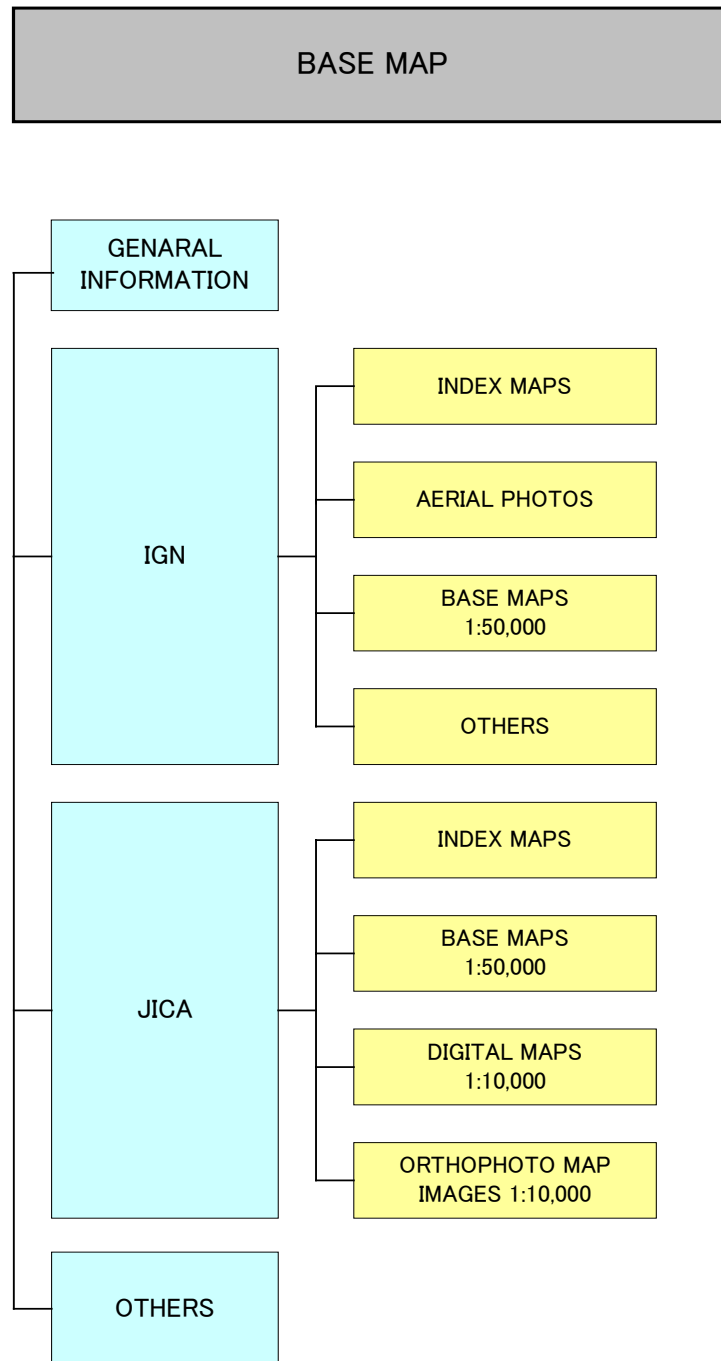 BASE MAP
GENARAL
INFORMATION
IGN
INDEX MAPS
AERIAL PHOTOS
BASE MAPS
1:50,000
OTHERS
JICA
INDEX MAPS
BASE MAPS
1:50,000
DIGITAL MAPS
1:10,000
ORTHOPHOTO MAP
IMAGES 1:10,000
OTHERS